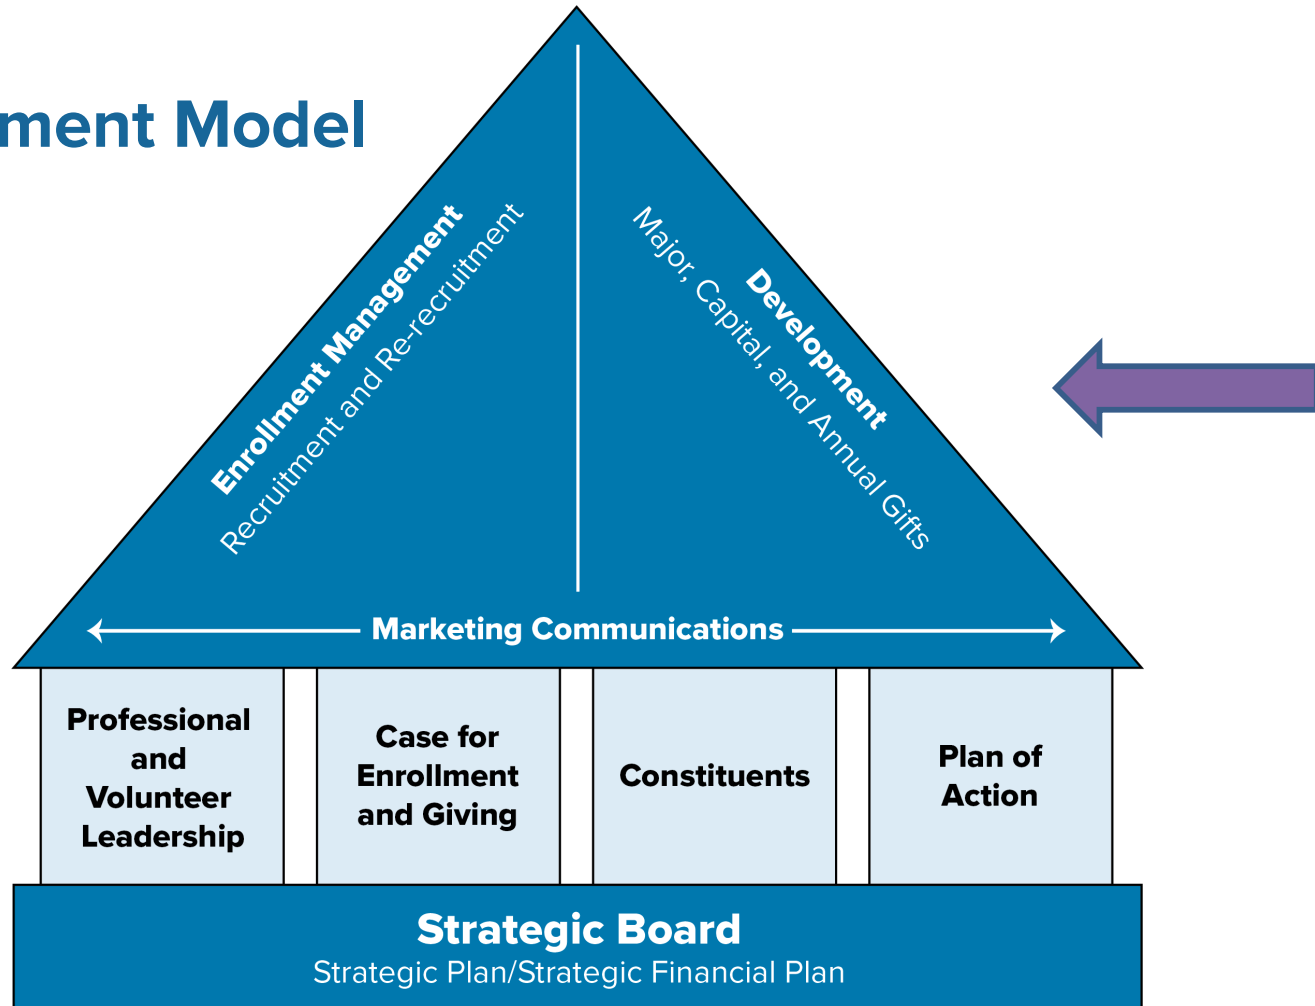 ment Model
Enrollment Management
Recruitment and Re-recruitment
Development
Major, Capital, and Annual Gifts
Marketing Communications
Professional
and
Volunteer
Leadership
Case for
Enrollment
and Giving
Constituents
Plan of
Action
Strategic Board
Strategic Plan/Strategic Financial Plan